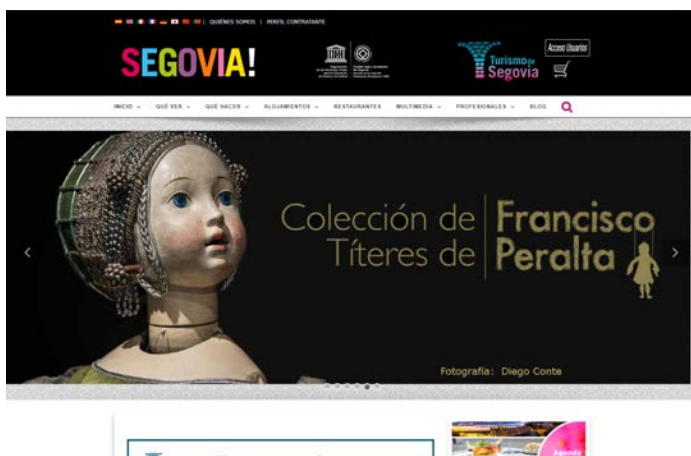 QUIÉNES SOMOS | PERFIL CONTRATANTE
SEGOVIA!
Turismo de
Segovia
Acceso Usuarios
INICIO QUÉ VER QUÉ HACER ALOJAMIENTOS RESTAURANTES MULTIMEDIA PROFESIONALES BLOG
Colección de
Títeres de
Francisco
Peralta
Fotografía: Diego Conte
Agenda